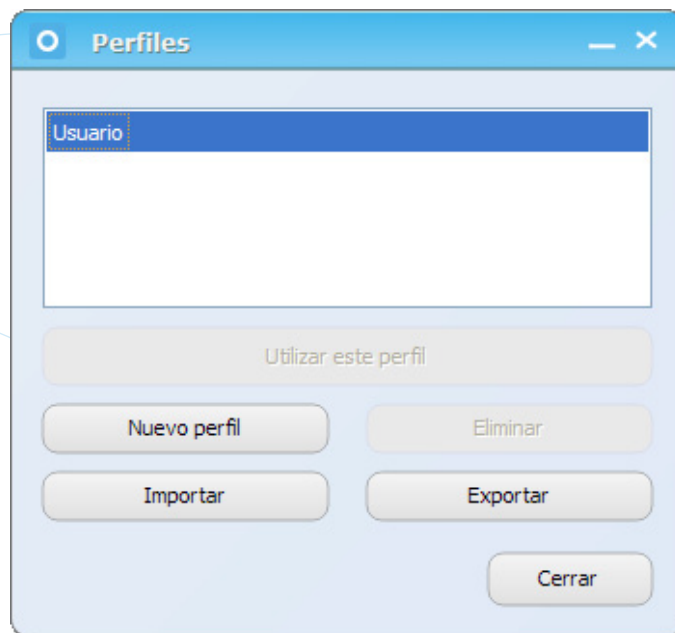 Perfiles
Usuario
Utilizar este perfil
Nuevo perfil
Eliminar
Importar
Exportar
Cerrar